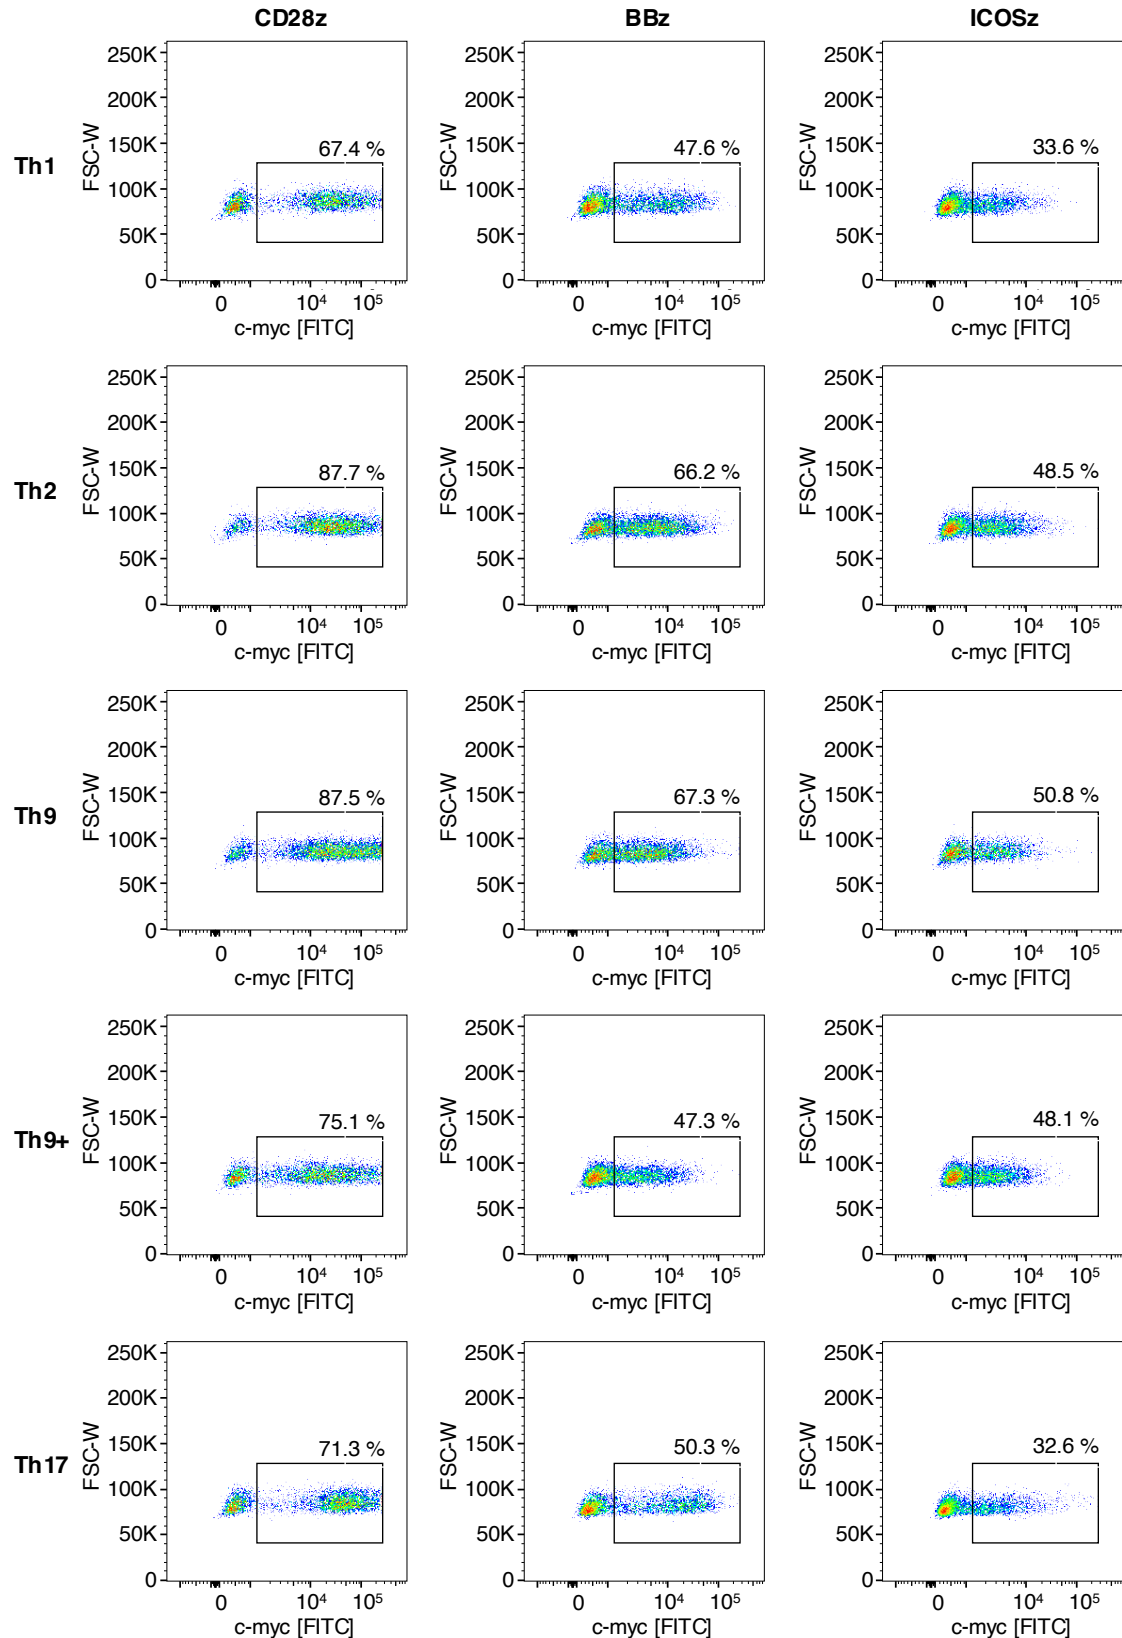 CD28z BBz ICOSz
Th1
FSC-W
250K
200K
150K
100K
50K
0
67.4 %
0 10⁴ 10⁵
c-myc [FITC]
FSC-W
250K
200K
150K
100K
50K
0
47.6 %
0 10⁴ 10⁵
c-myc [FITC]
FSC-W
250K
200K
150K
100K
50K
0
33.6 %
0 10⁴ 10⁵
c-myc [FITC]
Th2
FSC-W
250K
200K
150K
100K
50K
0
87.7 %
0 10⁴ 10⁵
c-myc [FITC]
FSC-W
250K
200K
150K
100K
50K
0
66.2 %
0 10⁴ 10⁵
c-myc [FITC]
FSC-W
250K
200K
150K
100K
50K
0
48.5 %
0 10⁴ 10⁵
c-myc [FITC]
Th9
FSC-W
250K
200K
150K
100K
50K
0
87.5 %
0 10⁴ 10⁵
c-myc [FITC]
FSC-W
250K
200K
150K
100K
50K
0
67.3 %
0 10⁴ 10⁵
c-myc [FITC]
FSC-W
250K
200K
150K
100K
50K
0
50.8 %
0 10⁴ 10⁵
c-myc [FITC]
Th9+
FSC-W
250K
200K
150K
100K
50K
0
75.1 %
0 10⁴ 10⁵
c-myc [FITC]
FSC-W
250K
200K
150K
100K
50K
0
47.3 %
0 10⁴ 10⁵
c-myc [FITC]
FSC-W
250K
200K
150K
100K
50K
0
48.1 %
0 10⁴ 10⁵
c-myc [FITC]
Th17
FSC-W
250K
200K
150K
100K
50K
0
71.3 %
0 10⁴ 10⁵
c-myc [FITC]
FSC-W
250K
200K
150K
100K
50K
0
50.3 %
0 10⁴ 10⁵
c-myc [FITC]
FSC-W
250K
200K
150K
100K
50K
0
32.6 %
0 10⁴ 10⁵
c-myc [FITC]